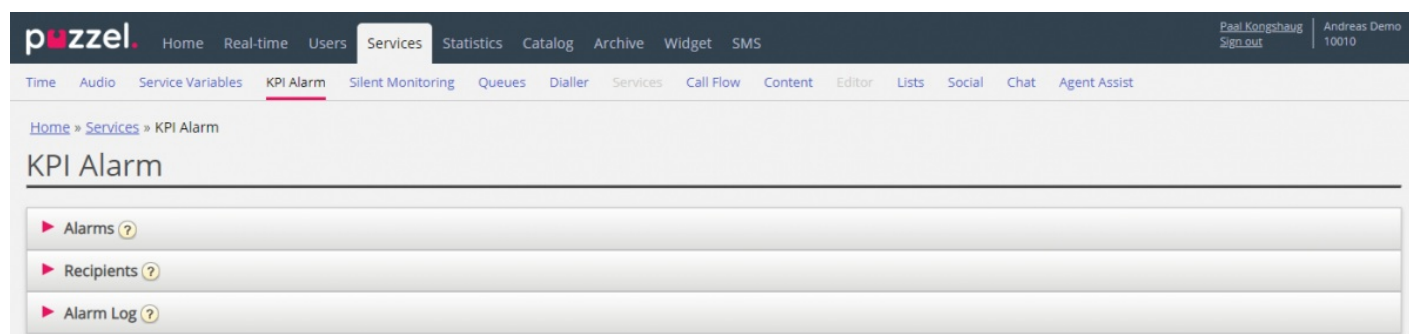 puzzel. Home Real-time Users Services Statistics Catalog Archive Widget SMS
Paal Kongshaug Andreas Demo
Sign out 10010
Time Audio Service Variables KPI Alarm Silent Monitoring Queues Dialler Services Call Flow Content Editor Lists Social Chat Agent Assist
Home » Services » KPI Alarm
KPI Alarm
Alarms ?
Recipients ?
Alarm Log ?